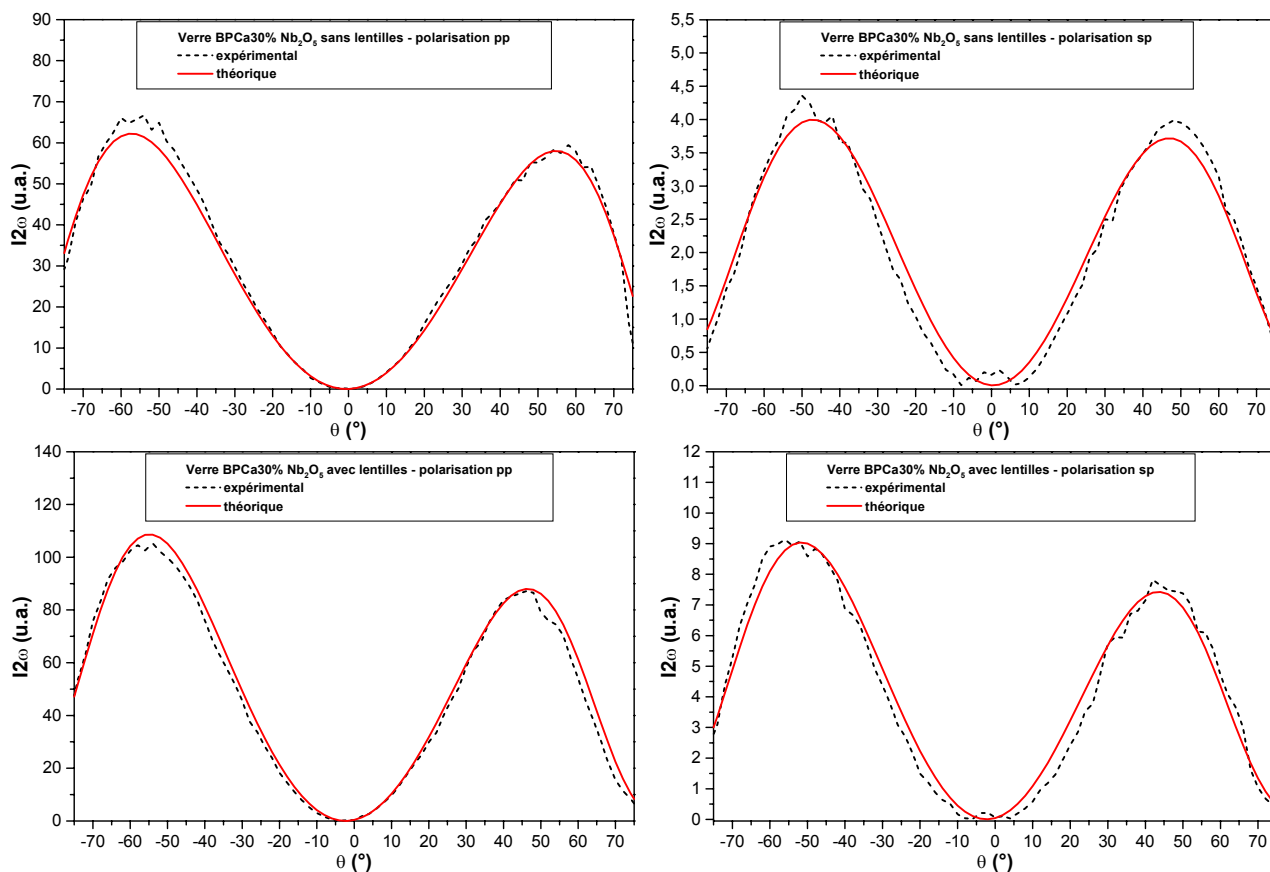 Verre BPCa30% Nb₂O₅ sans lentilles - polarisation pp
expérimental
théorique
90
80
70
60
50
40
30
20
10
0
I2ω (u.a.)
-70 -60 -50 -40 -30 -20 -10 0 10 20 30 40 50 60 70
θ (°)
Verre BPCa30% Nb₂O₅ sans lentilles - polarisation sp
expérimental
théorique
5,5
5,0
4,5
4,0
3,5
3,0
2,5
2,0
1,5
1,0
0,5
0,0
I2ω (u.a.)
-70 -60 -50 -40 -30 -20 -10 0 10 20 30 40 50 60 70
θ (°)
Verre BPCa30% Nb₂O₅ avec lentilles - polarisation pp
expérimental
théorique
140
120
100
80
60
40
20
0
I2ω (u.a.)
-70 -60 -50 -40 -30 -20 -10 0 10 20 30 40 50 60 70
θ (°)
Verre BPCa30% Nb₂O₅ avec lentilles - polarisation sp
expérimental
théorique
12
11
10
9
8
7
6
5
4
3
2
1
0
I2ω (u.a.)
-70 -60 -50 -40 -30 -20 -10 0 10 20 30 40 50 60 70
θ (°)